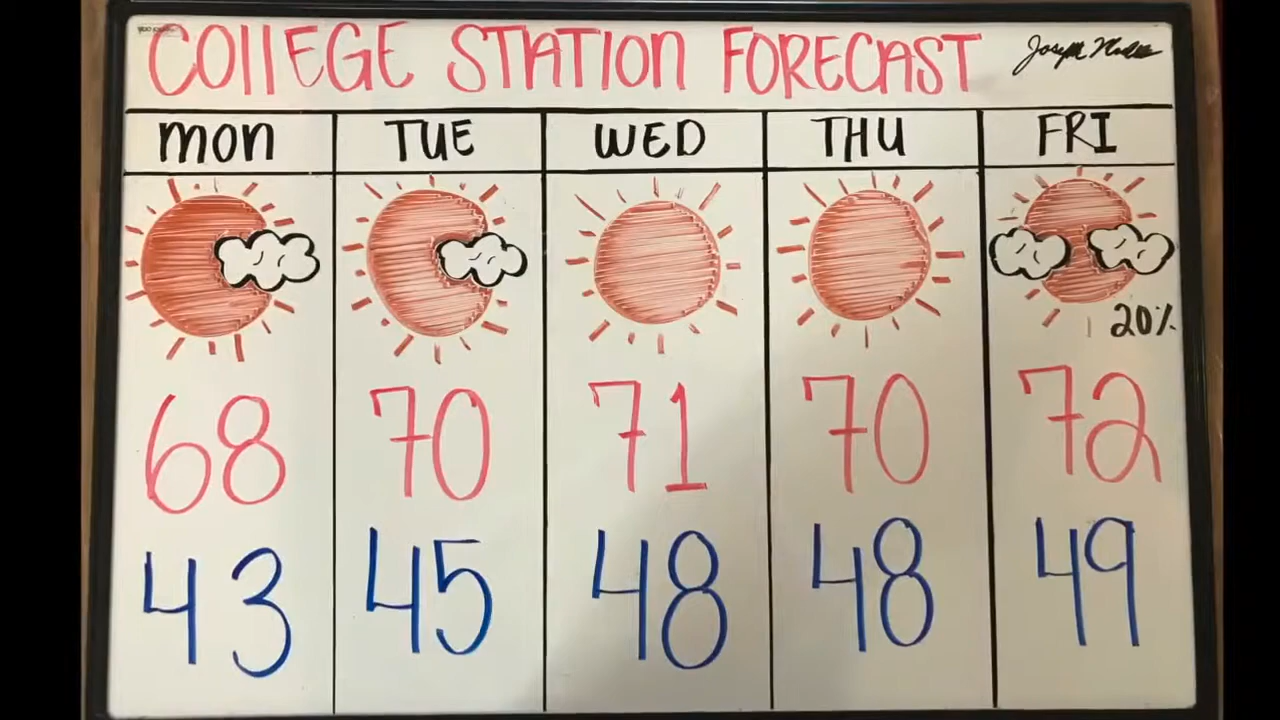 COllEGE STATION FORECAST Joseph
mon TUE WED THU FRI
20%
68 70 71 70 72
43 45 48 48 49